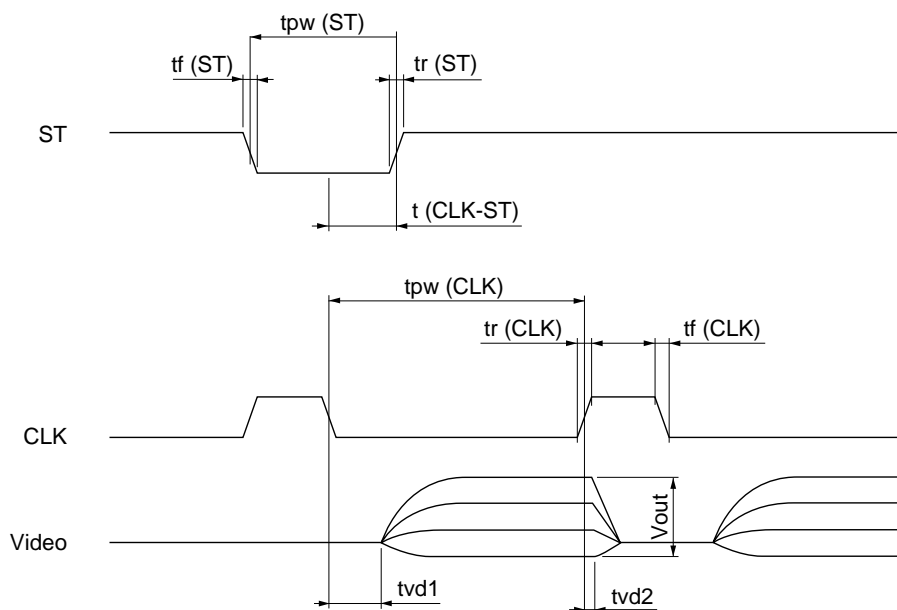 tpw (ST)
tf (ST)
tr (ST)
ST
t (CLK-ST)
tpw (CLK)
tr (CLK)
tf (CLK)
CLK
Vout
Video
tvd1
tvd2